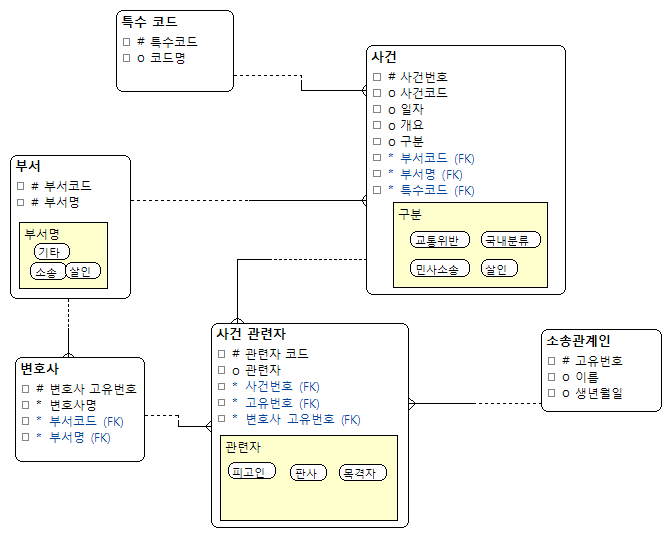 특수 코드
# 특수코드
o 코드명
사건
# 사건번호
o 사건코드
o 일자
o 개요
o 구분
* 부서코드 (FK)
* 부서명 (FK)
* 특수코드 (FK)
구분
교통위반
국내분류
민사소송
살인
부서
# 부서코드
# 부서명
부서명
기타
소송
살인
변호사
# 변호사 고유번호
* 변호사명
* 부서코드 (FK)
* 부서명 (FK)
사건 관련자
# 관련자 코드
o 관련자
* 사건번호 (FK)
* 고유번호 (FK)
* 변호사 고유번호 (FK)
관련자
피고인
판사
목격자
소송관계인
# 고유번호
o 이름
o 생년월일